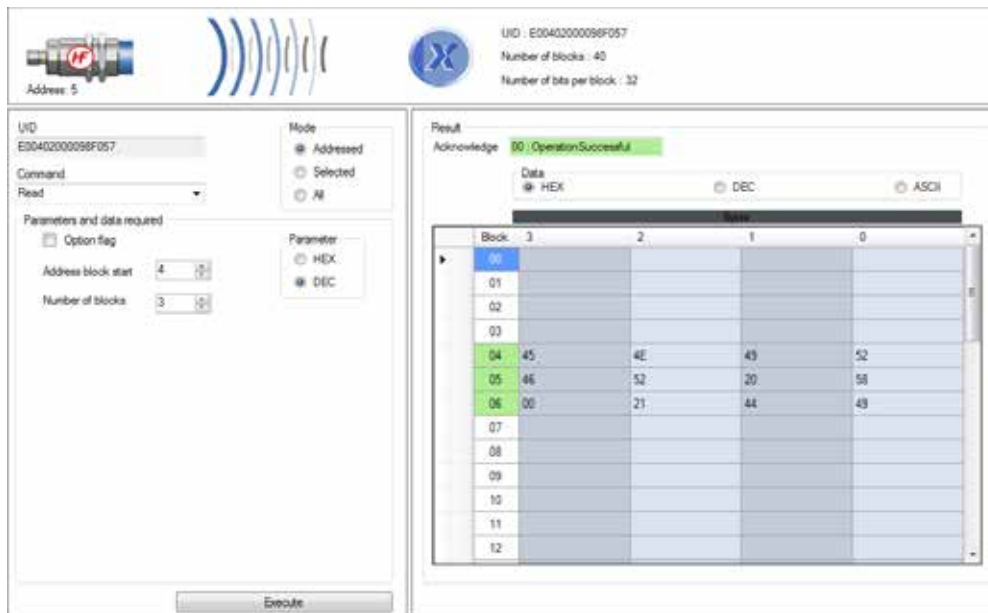 HF
Address: 5
X
UID : E00402000098F057
Number of blocks : 40
Number of bits per block : 32
UID
E00402000098F057
Command
Read
Mode
Addressed
Selected
All
Parameters and data required
Option flag
Address block start 4
Number of blocks 3
Parameter
HEX
DEC
Execute
Result
Acknowledge 00 : Operation Successful
Data
HEX DEC ASCII
Bytes
Block 3 2 1 0
00
01
02
03
04 45 4E 49 52
05 46 52 20 58
06 00 21 44 49
07
08
09
10
11
12